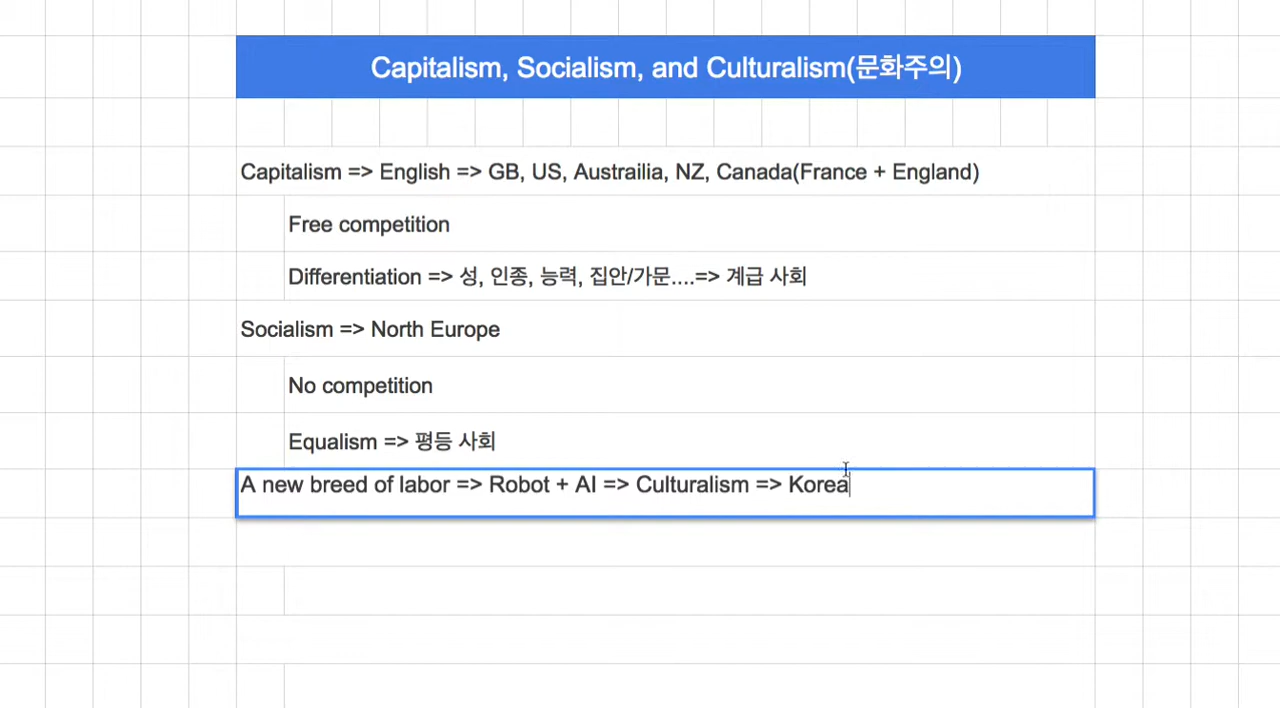 Capitalism, Socialism, and Culturalism(문화주의)
Capitalism => English => GB, US, Austrailia, NZ, Canada(France + England)
Free competition
Differentiation => 성, 인종, 능력, 집안/가문....=> 계급 사회
Socialism => North Europe
No competition
Equalism => 평등 사회
A new breed of labor => Robot + AI => Culturalism => Korea